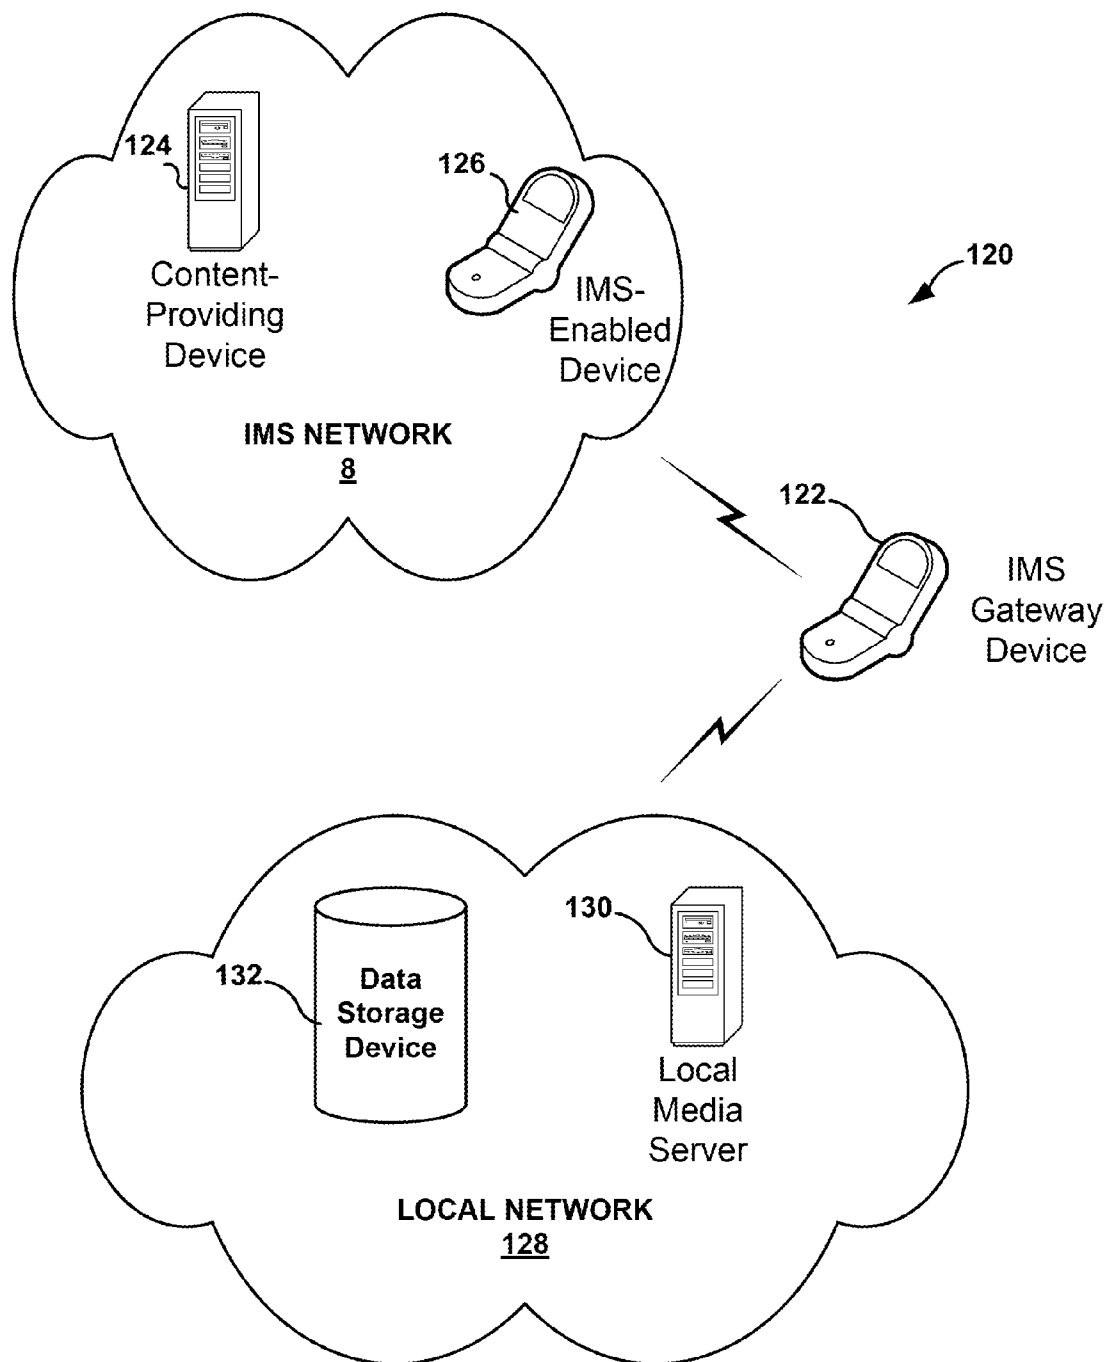 124
Content-
Providing
Device
126
IMS-
Enabled
Device
IMS NETWORK
8
120
122
IMS
Gateway
Device
132
Data
Storage
Device
130
Local
Media
Server
LOCAL NETWORK
128